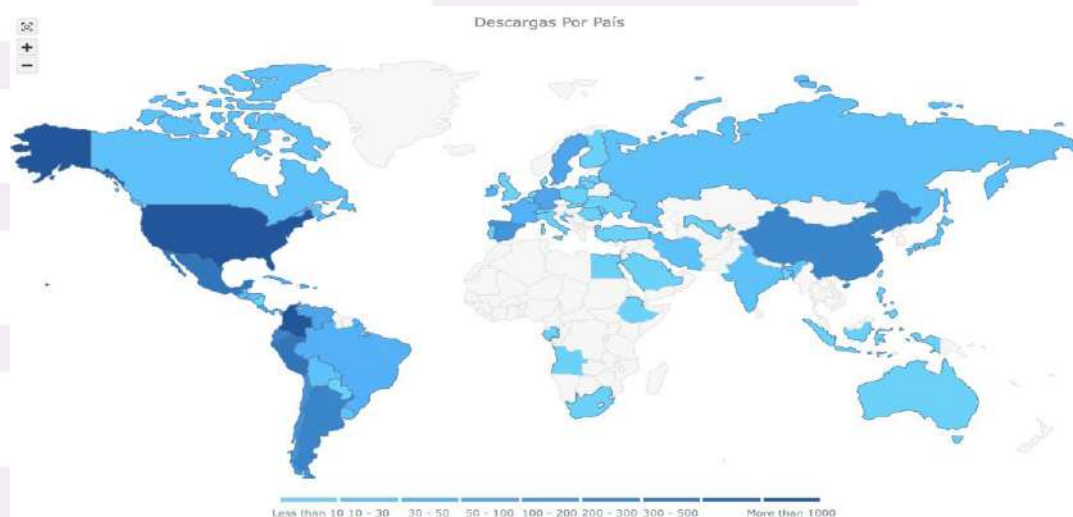 Descargas Por País
+
−
Less than 10 10 - 30 30 - 50 50 - 100 100 - 200 200 - 300 300 - 500 More than 1000